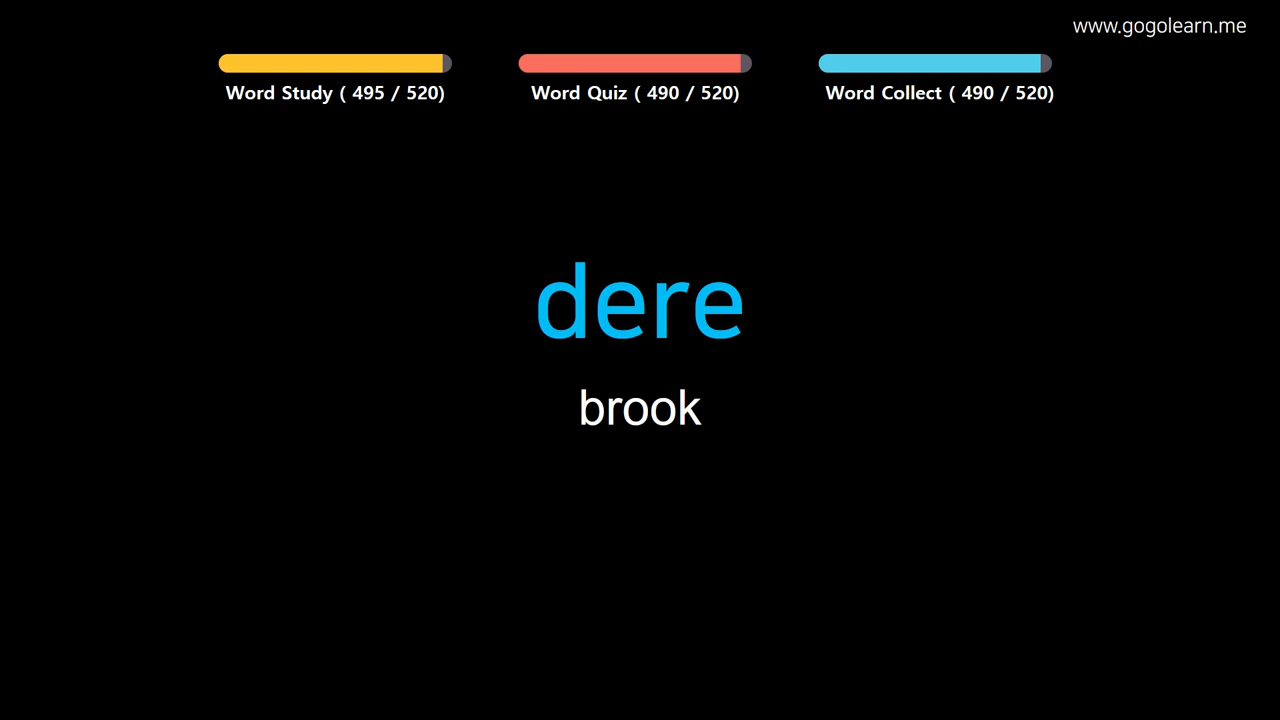 www.gogolearn.me
Word Study ( 495 / 520)
Word Quiz ( 490 / 520)
Word Collect ( 490 / 520)
dere
brook